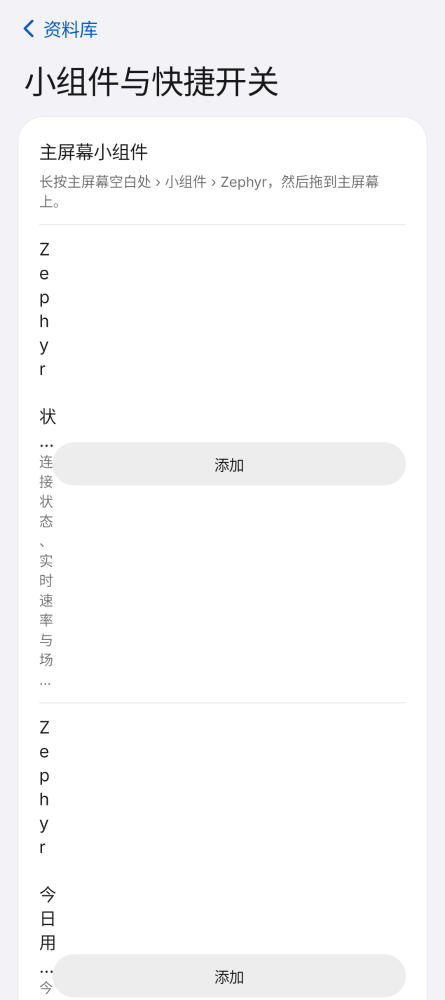 资料库
小组件与快捷开关
主屏幕小组件
长按主屏幕空白处 › 小组件 › Zephyr，然后拖到主屏幕
上。
Z
e
p
h
y
r
状
...
连
接
状
态
、
实
时
速
率
与
场
...
添加
Z
e
p
h
y
r
今
日
用
...
今
添加